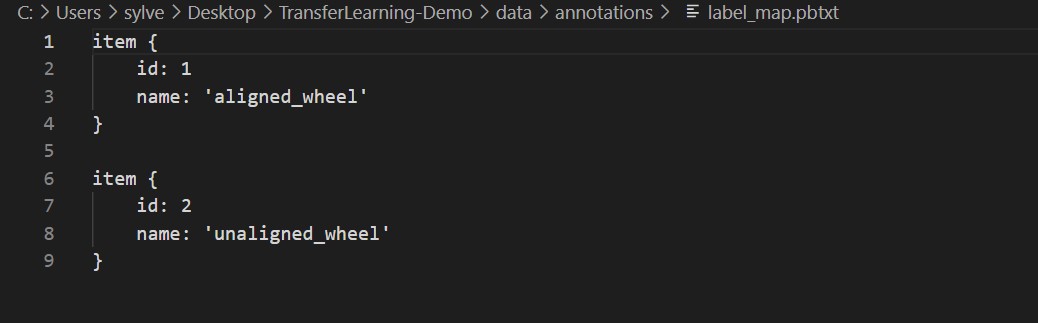 C: > Users > sylve > Desktop > TransferLearning-Demo > data > annotations > label_map.pbtxt
1 item {
2     id: 1
3     name: 'aligned_wheel'
4 }
5
6 item {
7     id: 2
8     name: 'unaligned_wheel'
9 }